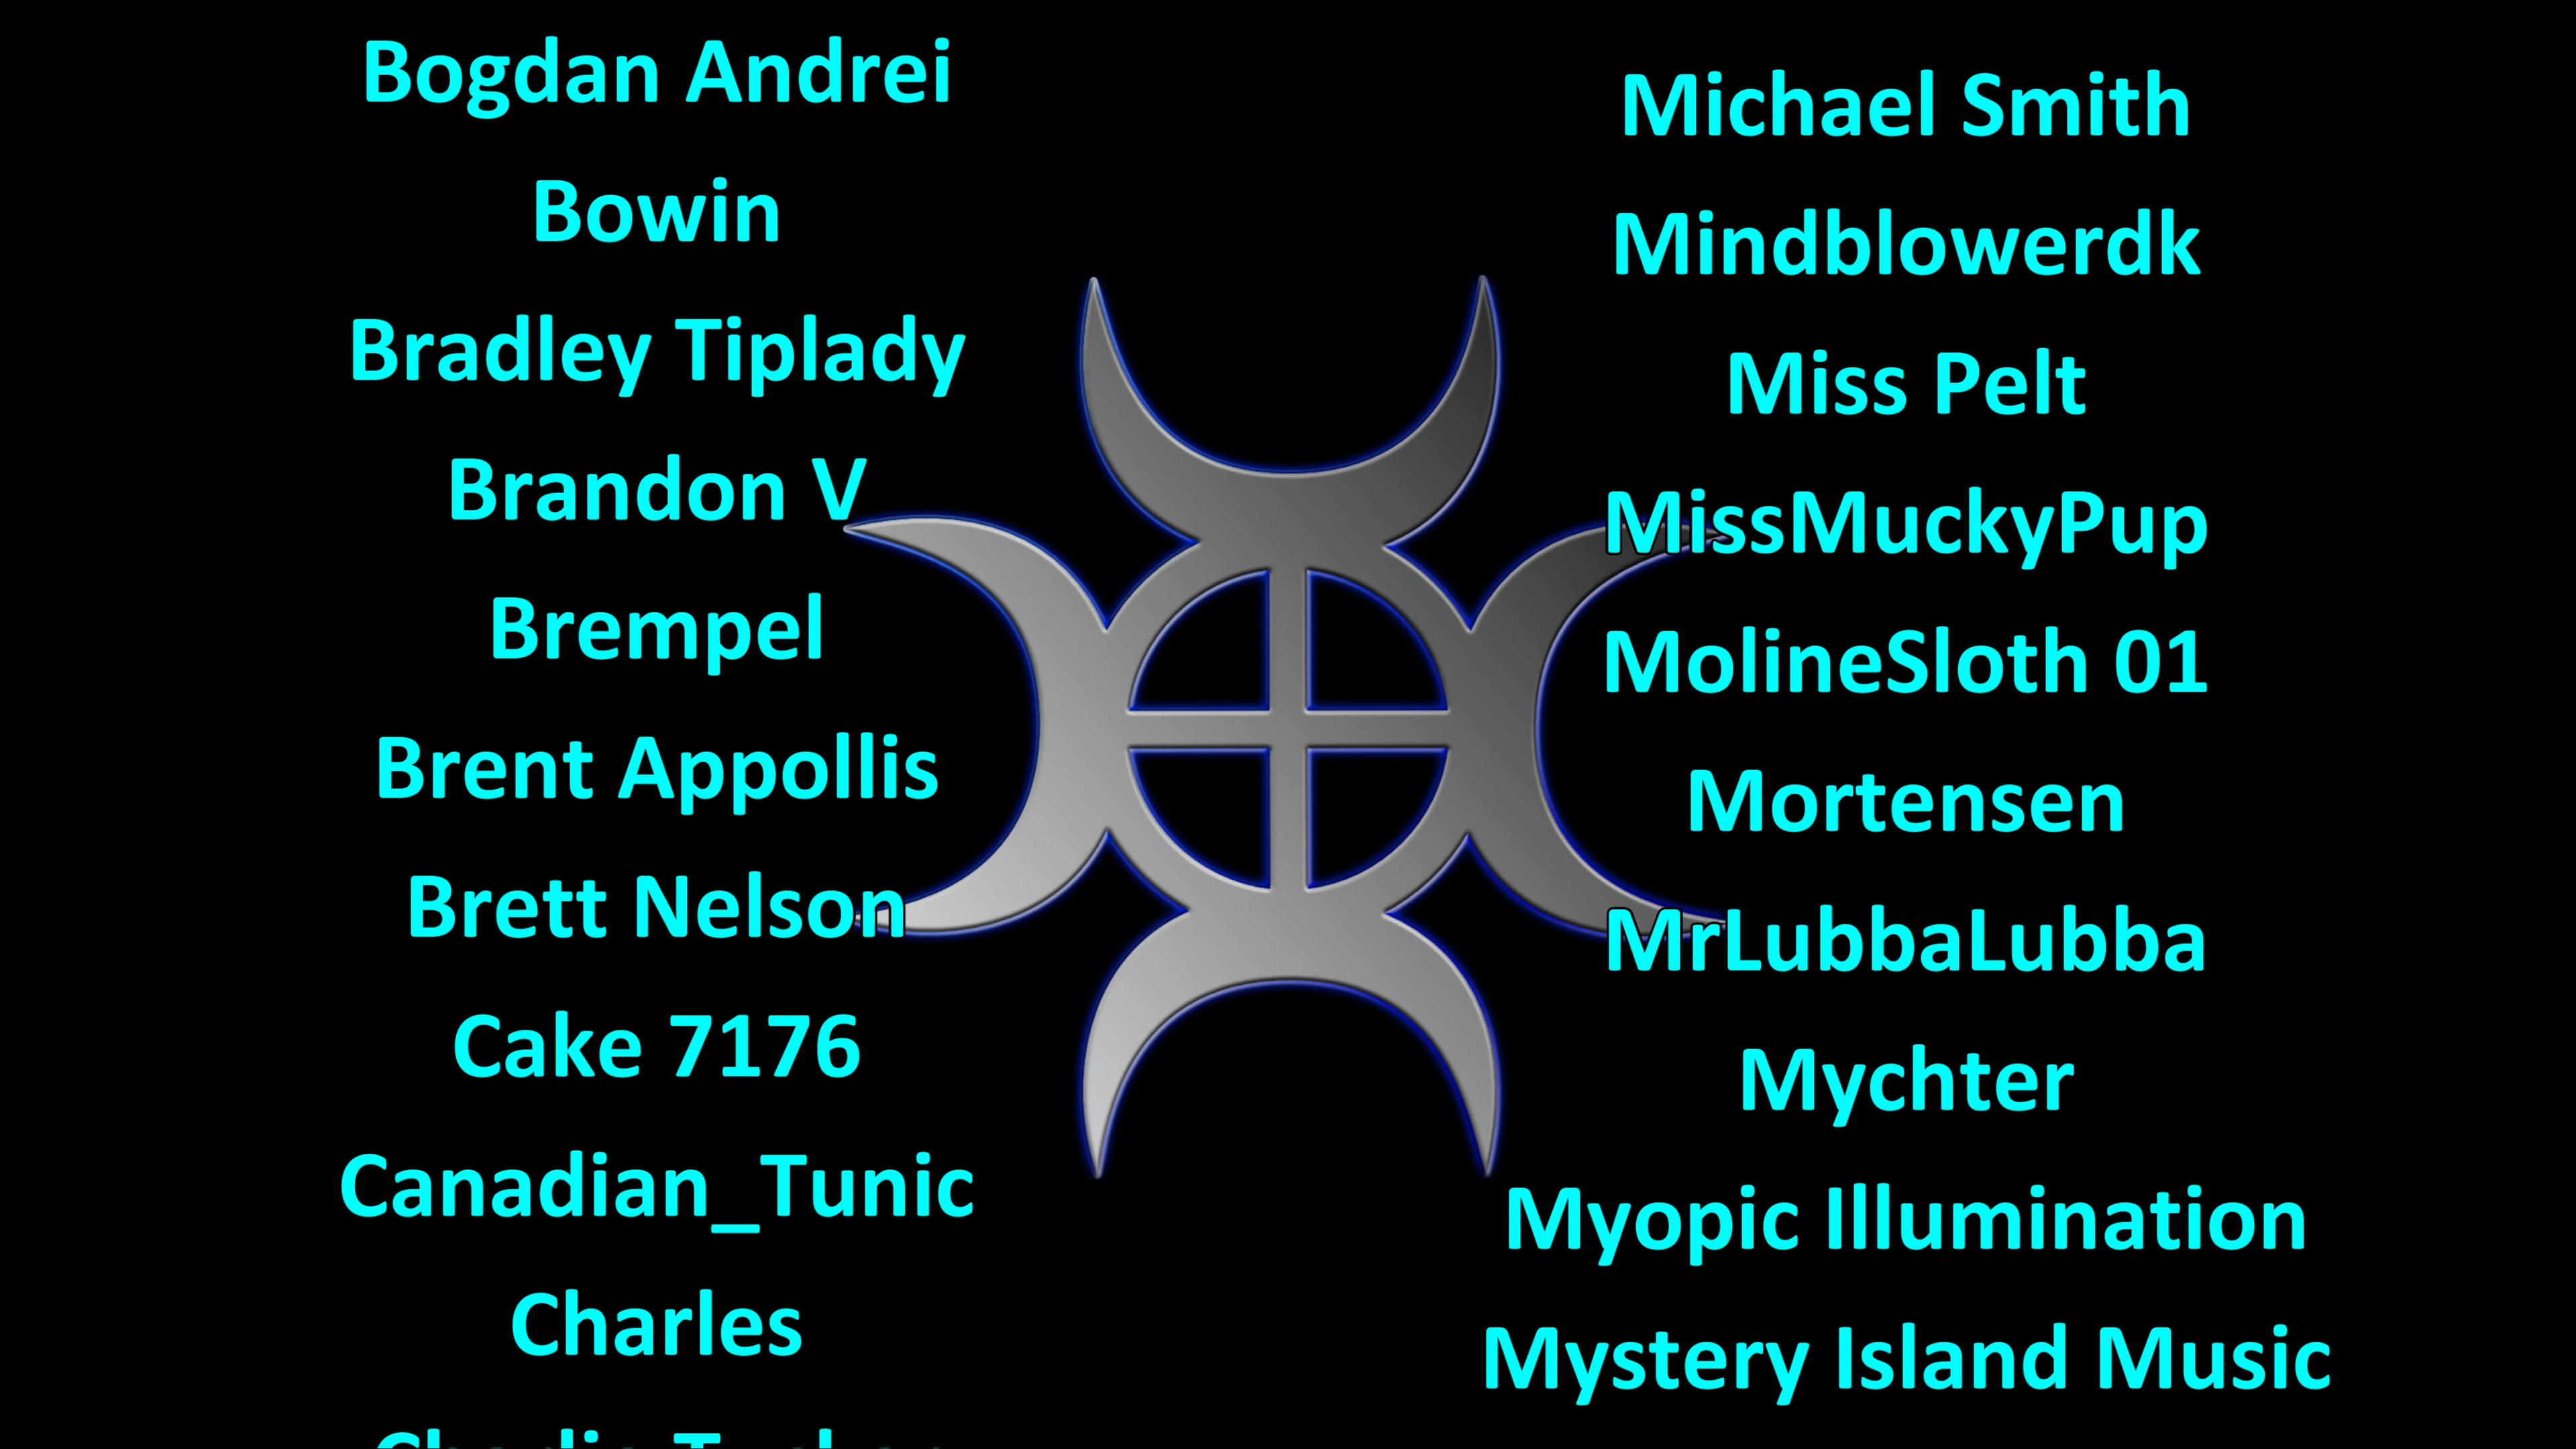 Bogdan Andrei
Bowin
Bradley Tiplady
Brandon V
Brempel
Brent Appollis
Brett Nelson
Cake 7176
Canadian_Tunic
Charles
Michael Smith
Mindblowerdk
Miss Pelt
MissMuckyPup
MolineSloth 01
Mortensen
MrLubbaLubba
Mychter
Myopic Illumination
Mystery Island Music